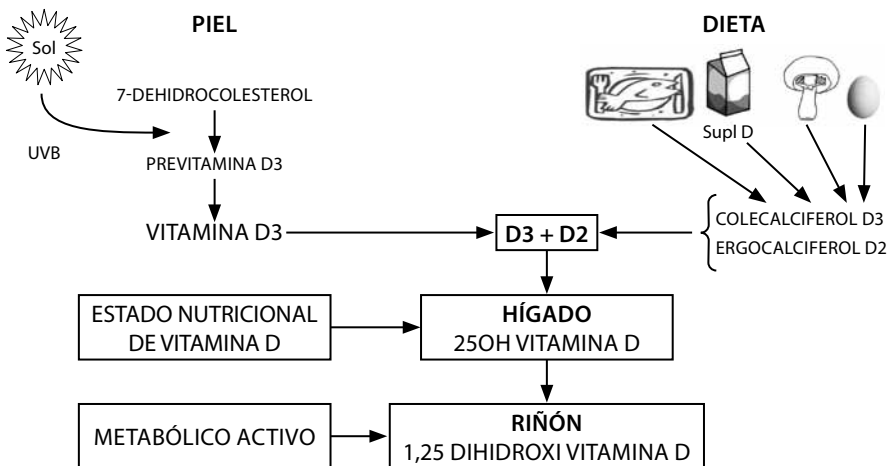 PIEL
DIETA
Sol
UVB
7-DEHIDROCOLESTEROL
PREVITAMINA D3
VITAMINA D3
Supl D
COLECALCIFEROL D3
ERGOCALCIFEROL D2
D3 + D2
ESTADO NUTRICIONAL
DE VITAMINA D
HÍGADO
25OH VITAMINA D
METABÓLICO ACTIVO
RIÑÓN
1,25 DIHIDROXI VITAMINA D